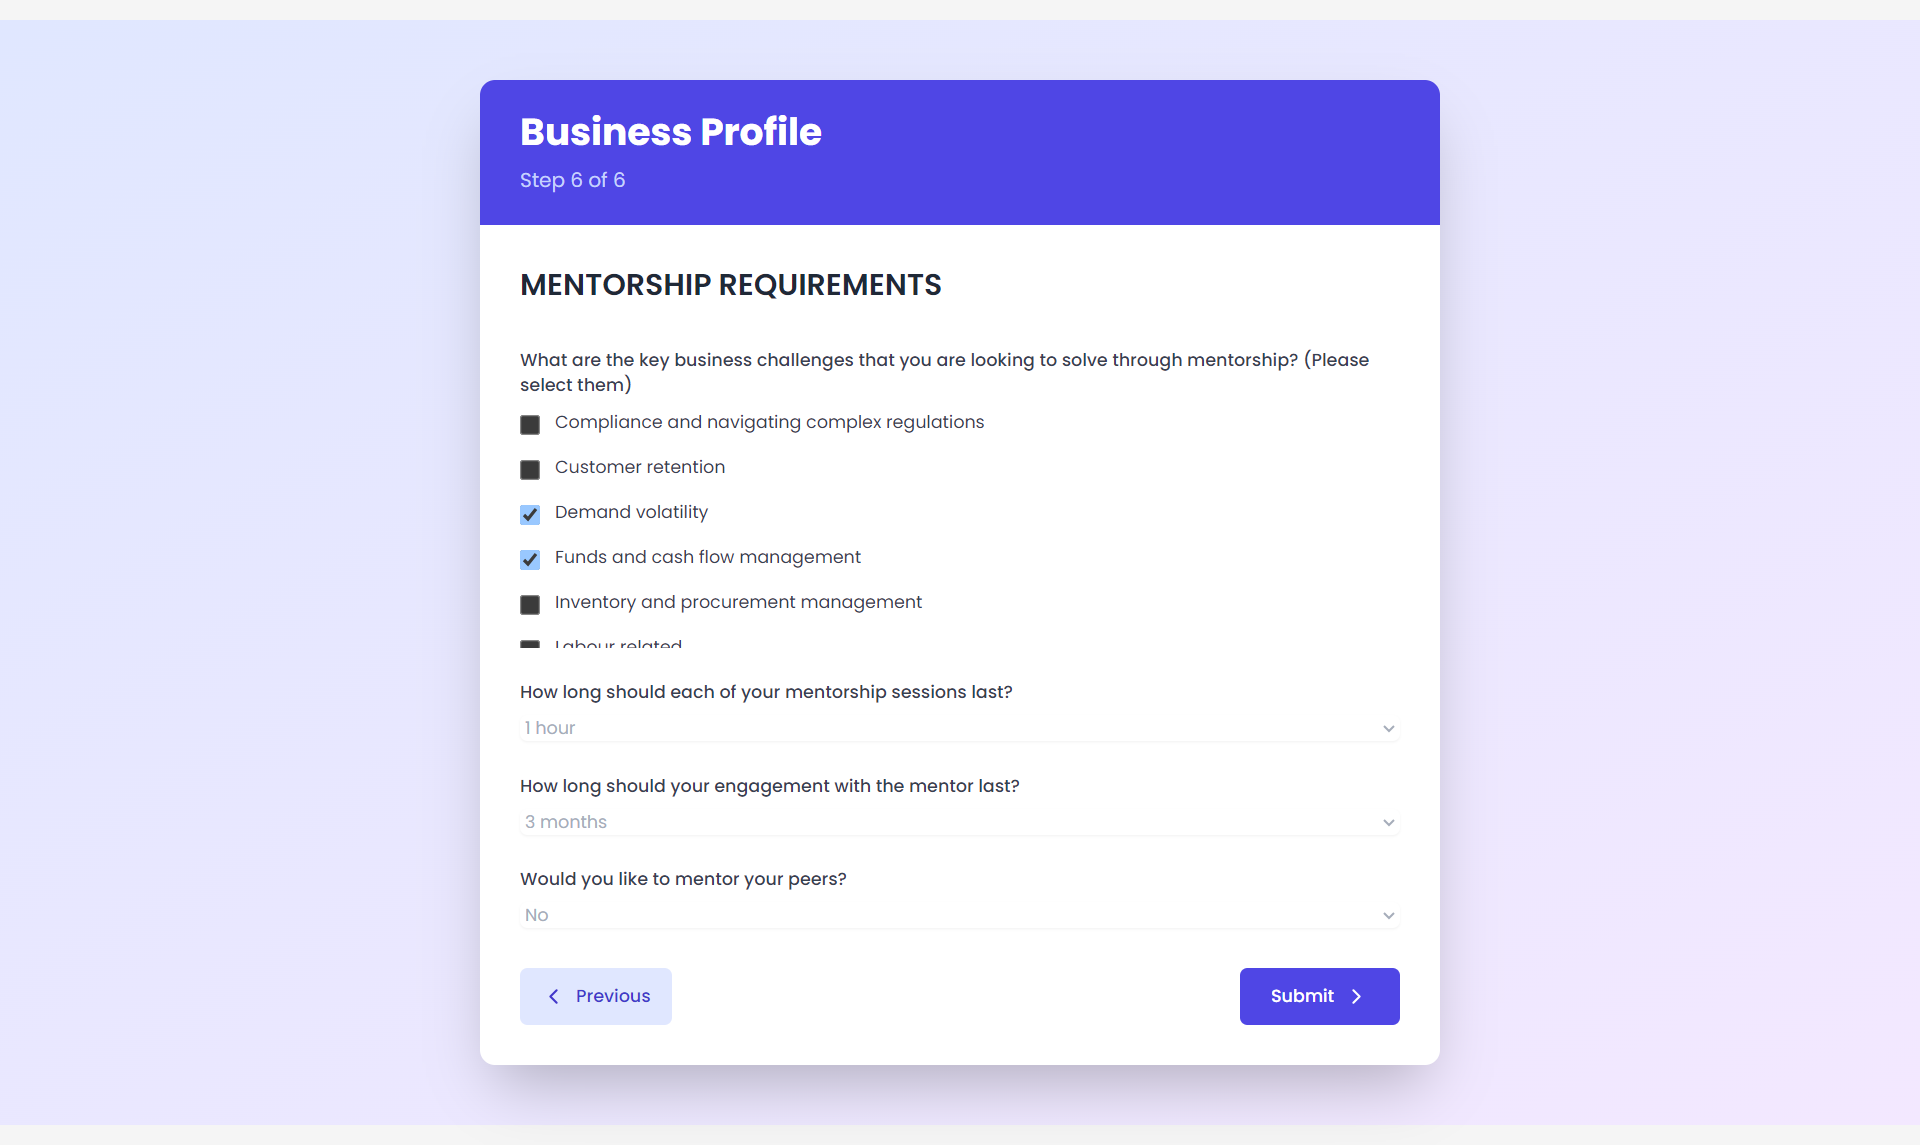 Business Profile
Step 6 of 6
MENTORSHIP REQUIREMENTS
What are the key business challenges that you are looking to solve through mentorship? (Please
select them)
Compliance and navigating complex regulations
Customer retention
Demand volatility
Funds and cash flow management
Inventory and procurement management
Labour related
How long should each of your mentorship sessions last?
1 hour
How long should your engagement with the mentor last?
3 months
Would you like to mentor your peers?
No
Previous
Submit